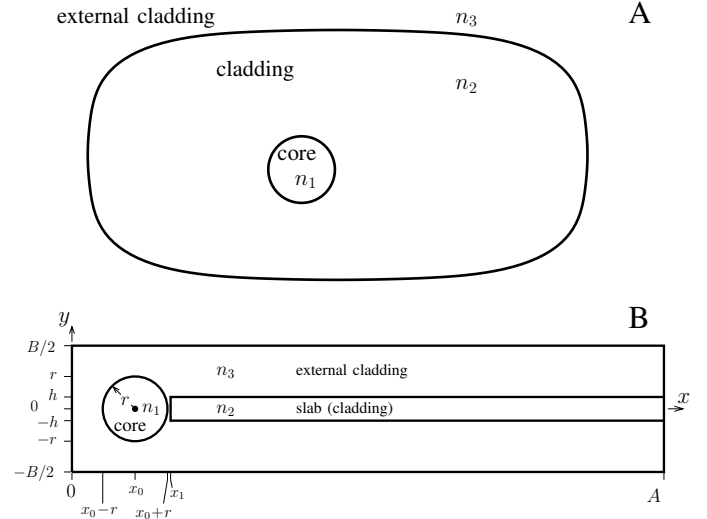 external cladding n₃ A
cladding
n₂
core
n₁
y B
B/2
r n₃ external cladding
h
0 r n₁ n₂ slab (cladding) x
−h core
−r
−B/2
0 x₀ x₁ A
x₀−r x₀+r